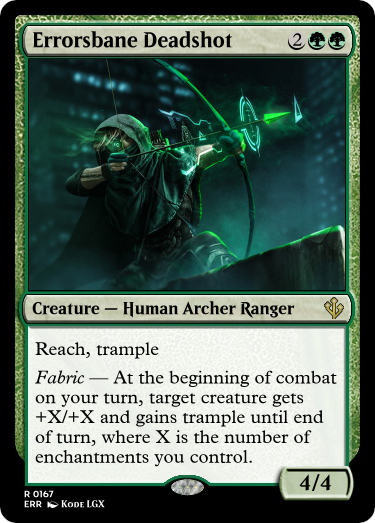 Errorsbane Deadshot 2
Creature — Human Archer Ranger
Reach, trample
Fabric — At the beginning of combat
on your turn, target creature gets
+X/+X and gains trample until end
of turn, where X is the number of
enchantments you control.
4/4
R 0167
ERR Kode LGX